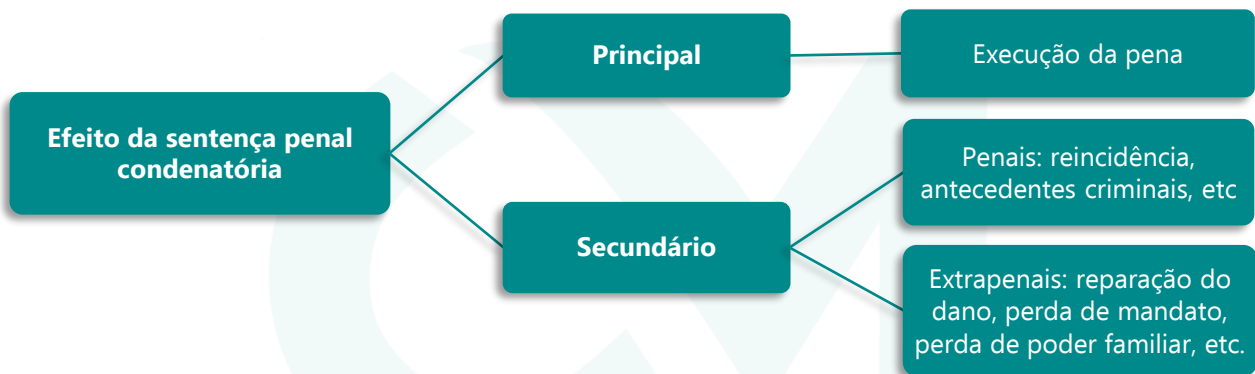 Principal
Execução da pena
Efeito da sentença penal
condenatória
Penais: reincidência,
antecedentes criminais, etc
Secundário
Extrapenais: reparação do
dano, perda de mandato,
perda de poder familiar, etc.